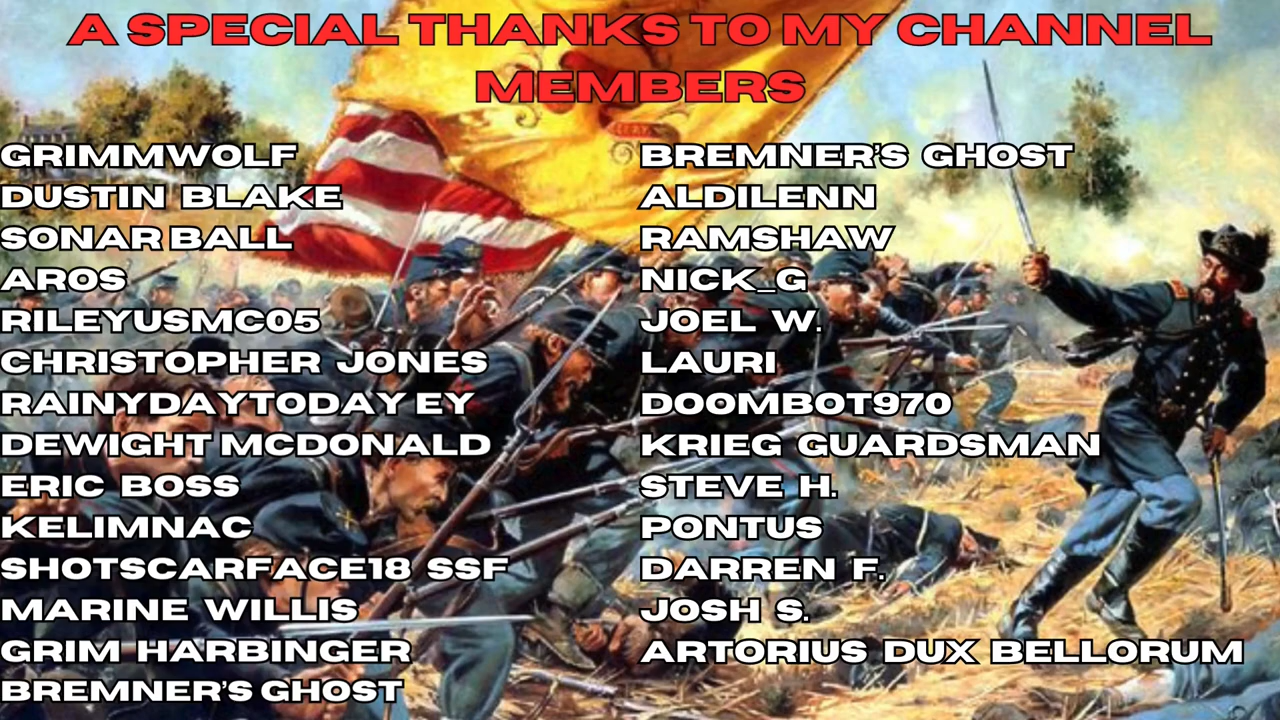 A SPECIAL THANKS TO MY CHANNEL
MEMBERS
GRIMMWOLF
DUSTIN BLAKE
SONAR BALL
AROS
RILEYUSMC05
CHRISTOPHER JONES
RAINYDAYTODAY EY
DEWIGHT MCDONALD
ERIC BOSS
KELIMNAC
SHOTSCARFACE18 SSF
MARINE WILLIS
GRIM HARBINGER
BREMNER'S GHOST
BREMNER'S GHOST
ALDILENN
RAMSHAW
NICK_G
JOEL W.
LAURI
DOOMBOT970
KRIEG GUARDSMAN
STEVE H.
PONTUS
DARREN F.
JOSH S.
ARTORIUS DUX BELLORUM